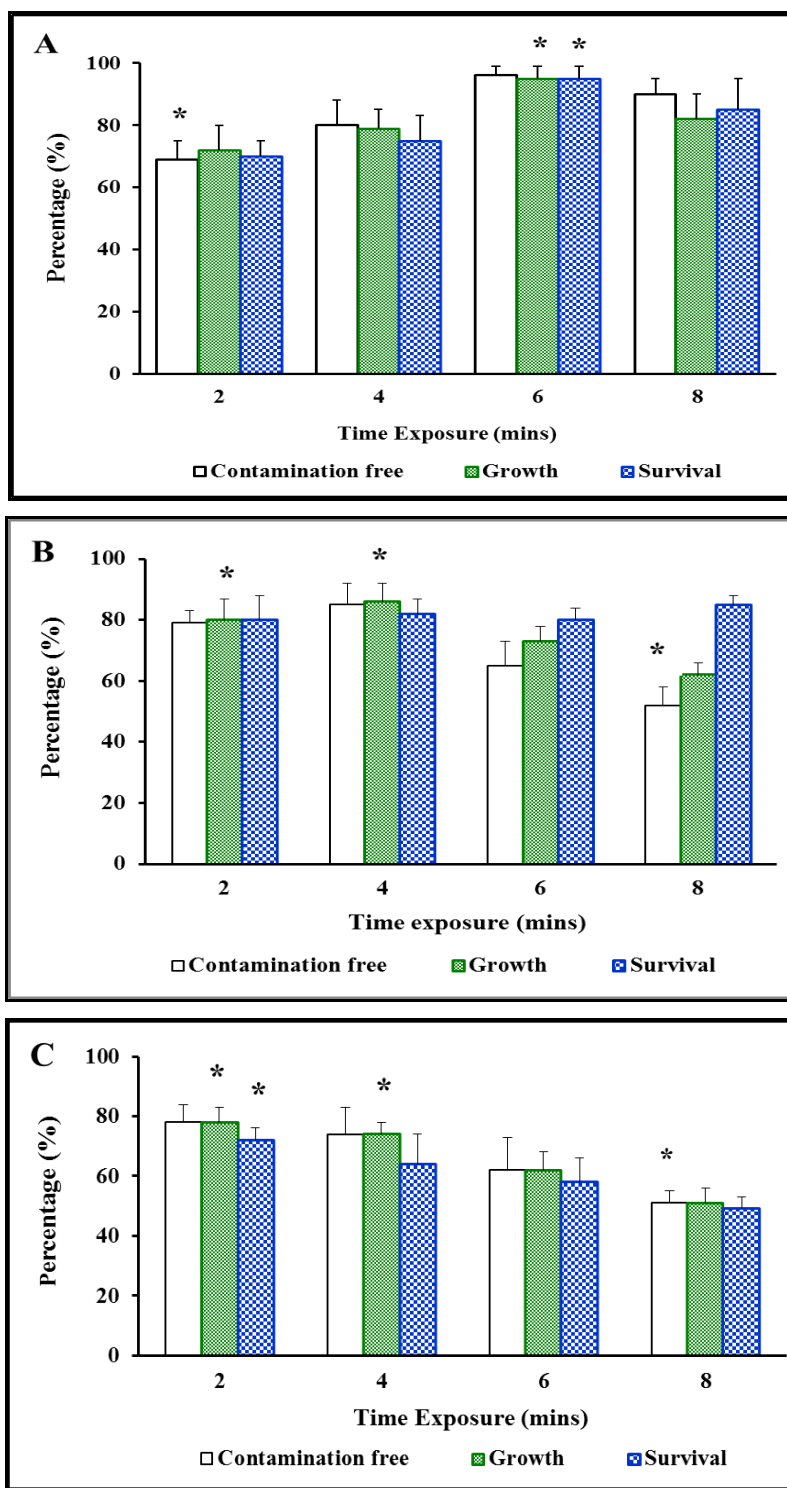 A
* * *
100
80
60
40
20
0
Percentage (%)
2 4 6 8
Time Exposure (mins)
Contamination free Growth Survival
B
* * *
100
80
60
40
20
0
Percentage (%)
2 4 6 8
Time exposure (mins)
Contamination free Growth Survival
C
* * * *
100
80
60
40
20
0
Percentage (%)
2 4 6 8
Time Exposure (mins)
Contamination free Growth Survival